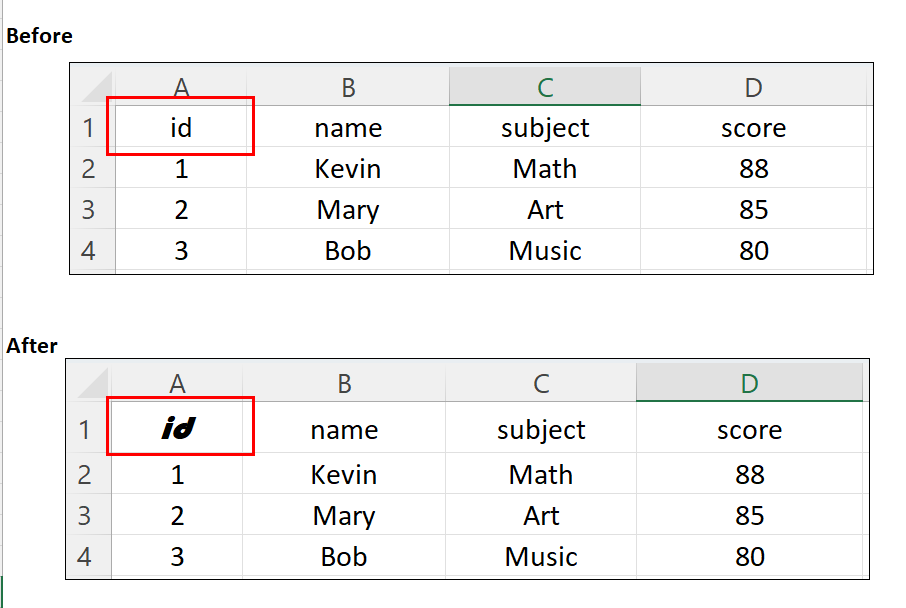 Before
A B C D
1 id name subject score
2 1 Kevin Math 88
3 2 Mary Art 85
4 3 Bob Music 80
After
A B C D
1 id name subject score
2 1 Kevin Math 88
3 2 Mary Art 85
4 3 Bob Music 80